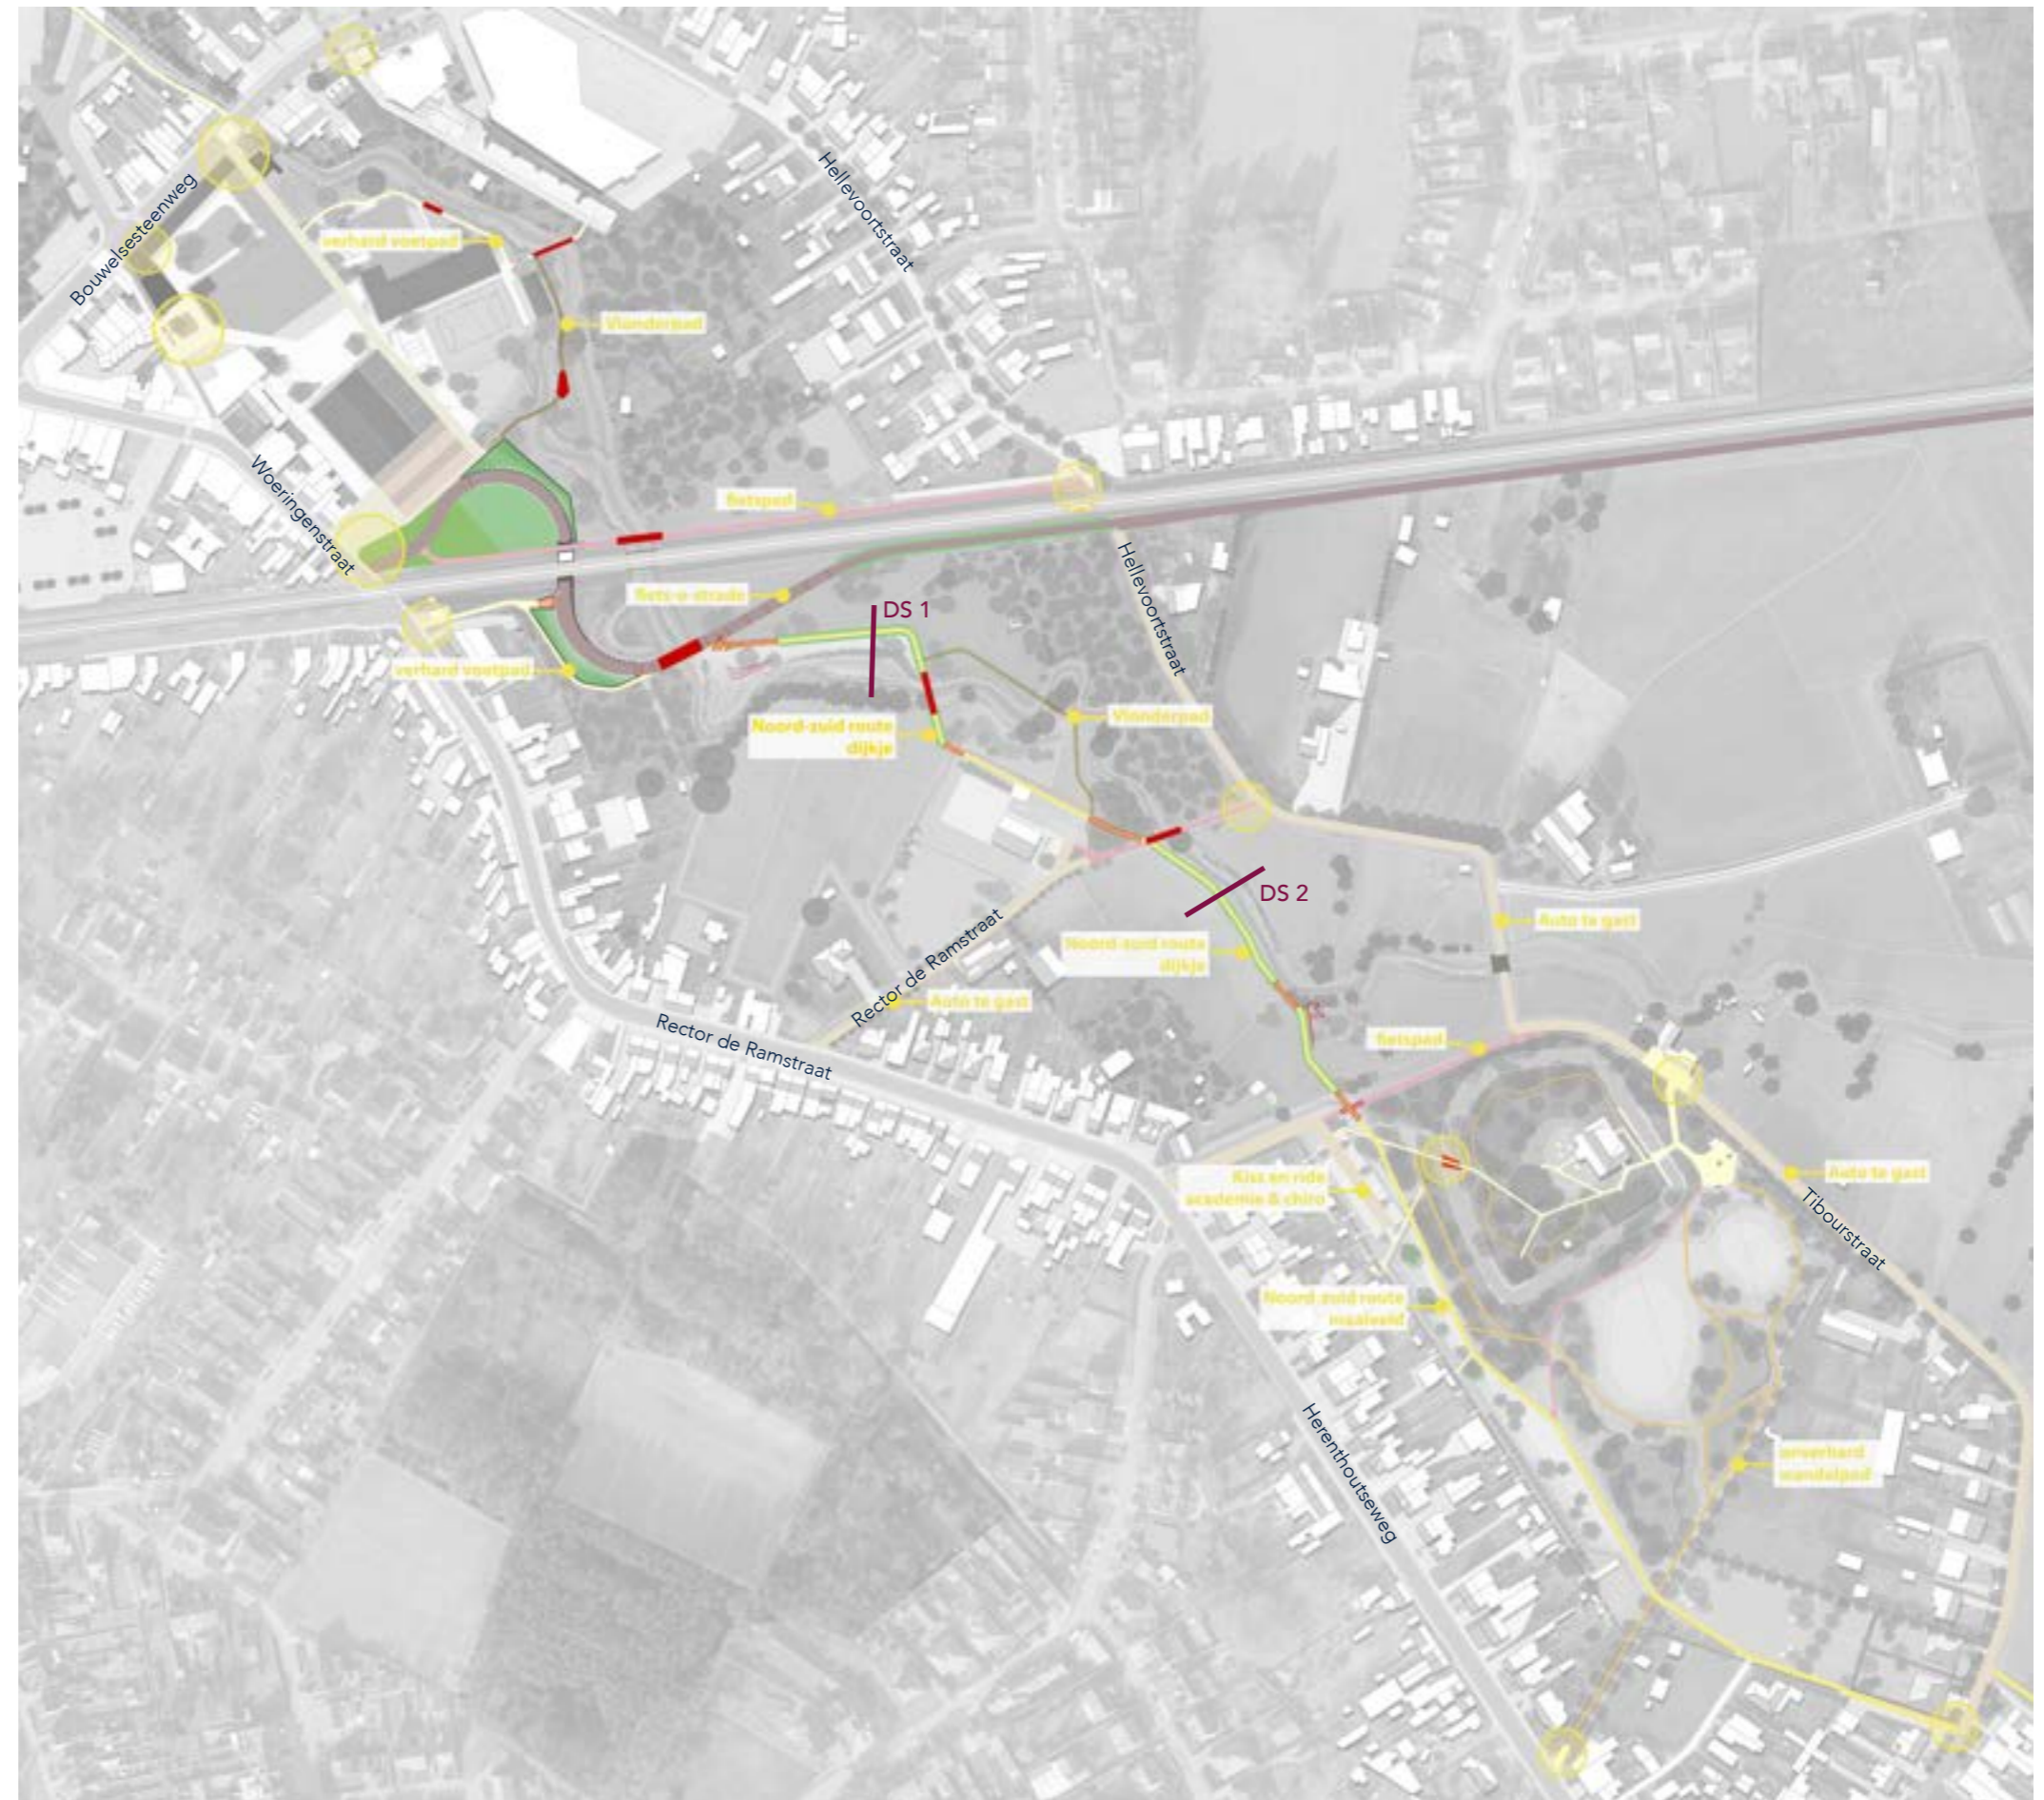 Hellevoortstraat
Bouwelsesteenweg
verhard voetpad
Vlonderpad
Woeringenstraat
fietspad
Hellevoortstraat
fiets-o-strade
DS 1
verhard voetpad
Noord-zuid route
dijkje
Vlonderpad
DS 2
Auto te gast
Noord-zuid route
dijkje
Rector de Ramstraat
Auto te gast
Rector de Ramstraat
fietspad
Kiss en ride
academie & chiro
Auto te gast
Tibourstraat
Noord-zuid route
maaiveld
Herenthoutseweg
onverhard
wandelpad